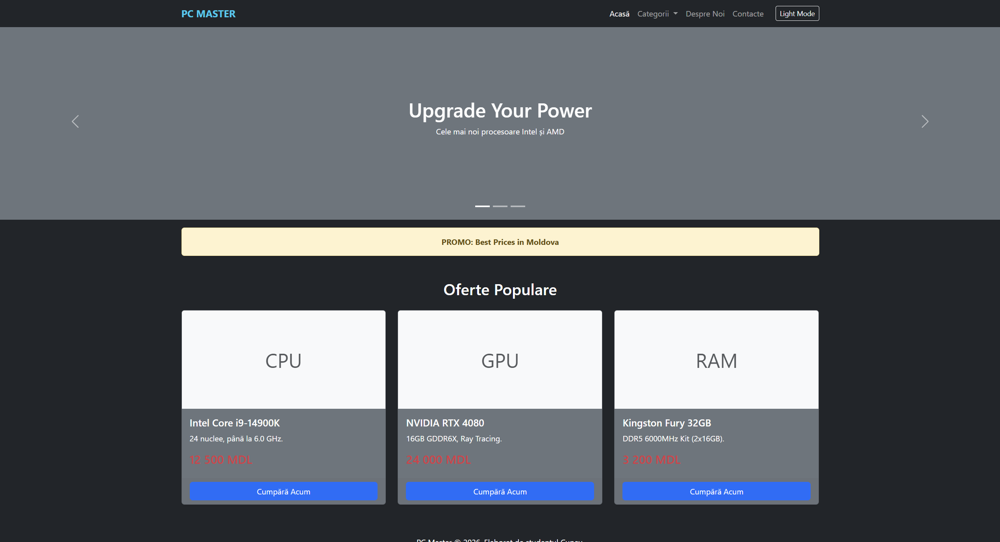 PC MASTER
Acasă Categorii Despre Noi Contacte Light Mode
Upgrade Your Power
Cele mai noi procesoare Intel și AMD
PROMO: Best Prices in Moldova
Oferte Populare
CPU
Intel Core i9-14900K
24 nuclee, până la 6.0 GHz.
12 500 MDL
Cumpără Acum
GPU
NVIDIA RTX 4080
16GB GDDR6X, Ray Tracing.
24 000 MDL
Cumpără Acum
RAM
Kingston Fury 32GB
DDR5 6000MHz Kit (2x16GB).
3 200 MDL
Cumpără Acum
PC Master © 2026. Elaborat de studentul